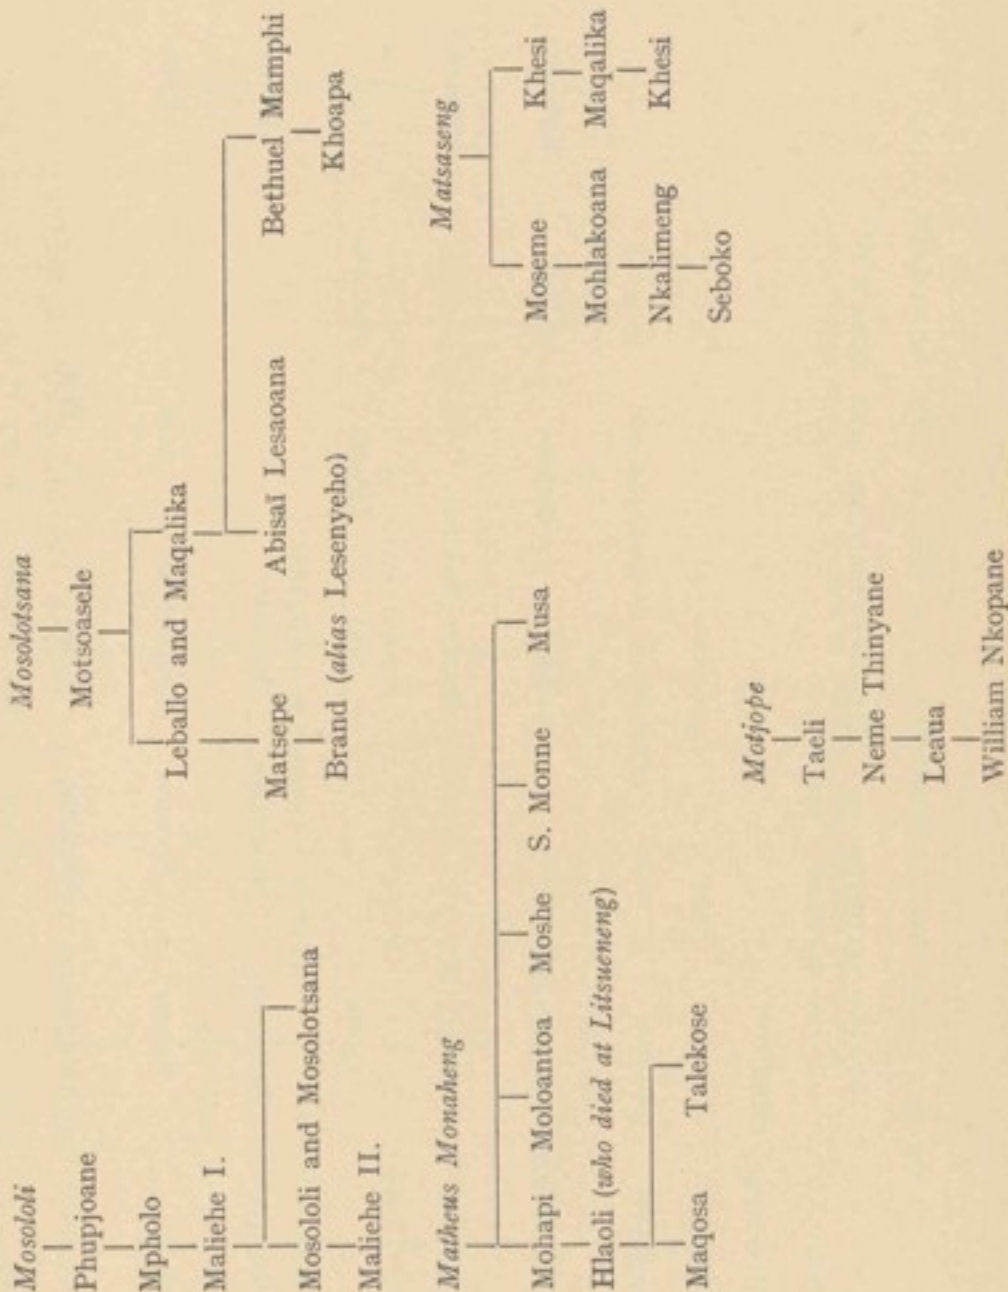 Mosololi
Phupjoane
Mpholo
Maliehe I.
Mosololi and Mosolotsana
Maliehe II.
Mosolotsana
Motsoasele
Leballo and Maqalika
Matsepe Abisaï Lesaoana Bethuel Mamphi
Brand (alias Lesenyeho) Khoapa
Matheus Monaheng
Mohapi Moloantoa Moshe S. Monne Musa
Hlaoli (who died at Litsueneng)
Maqosa Talekose
Matsaseng
Moseme Khesi
Mohlakoana Maqalika
Nkalimeng Khesi
Seboko
Motjope
Taeli
Neme Thinyane
Leaua
William Nkopane